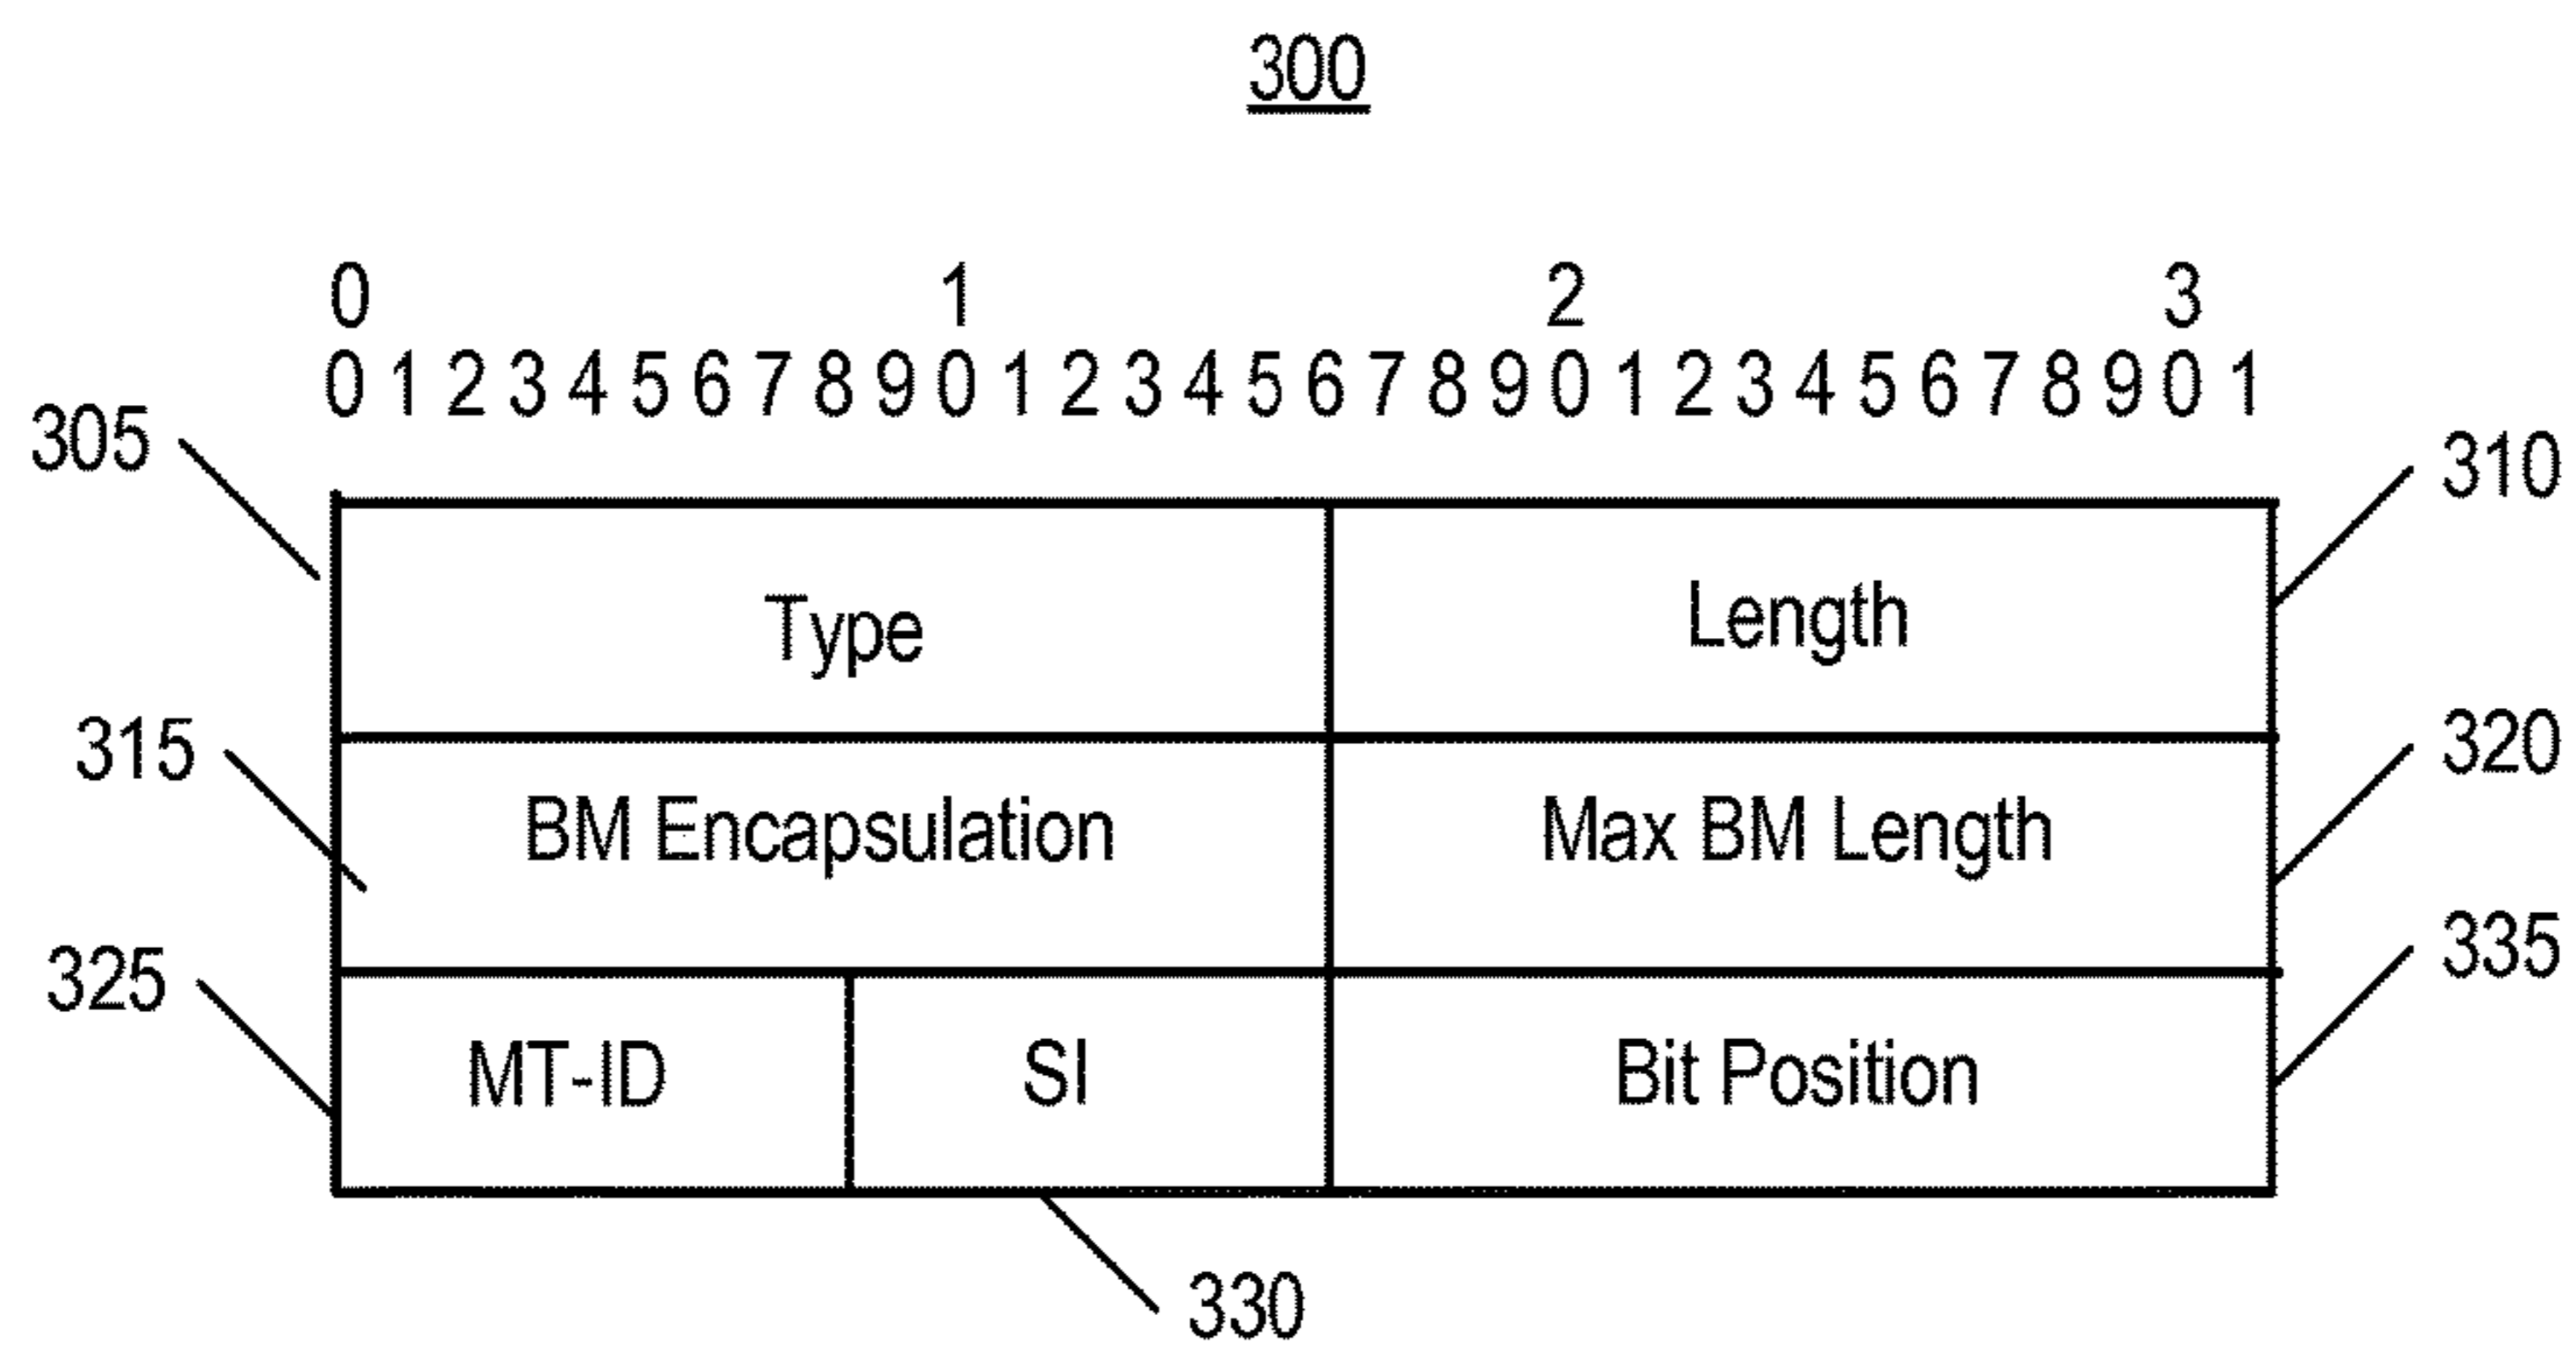 300
0 1 2 3
0 1 2 3 4 5 6 7 8 9 0 1 2 3 4 5 6 7 8 9 0 1 2 3 4 5 6 7 8 9 0 1
305
310
Type Length
315
320
BM Encapsulation Max BM Length
325
335
MT-ID SI Bit Position
330